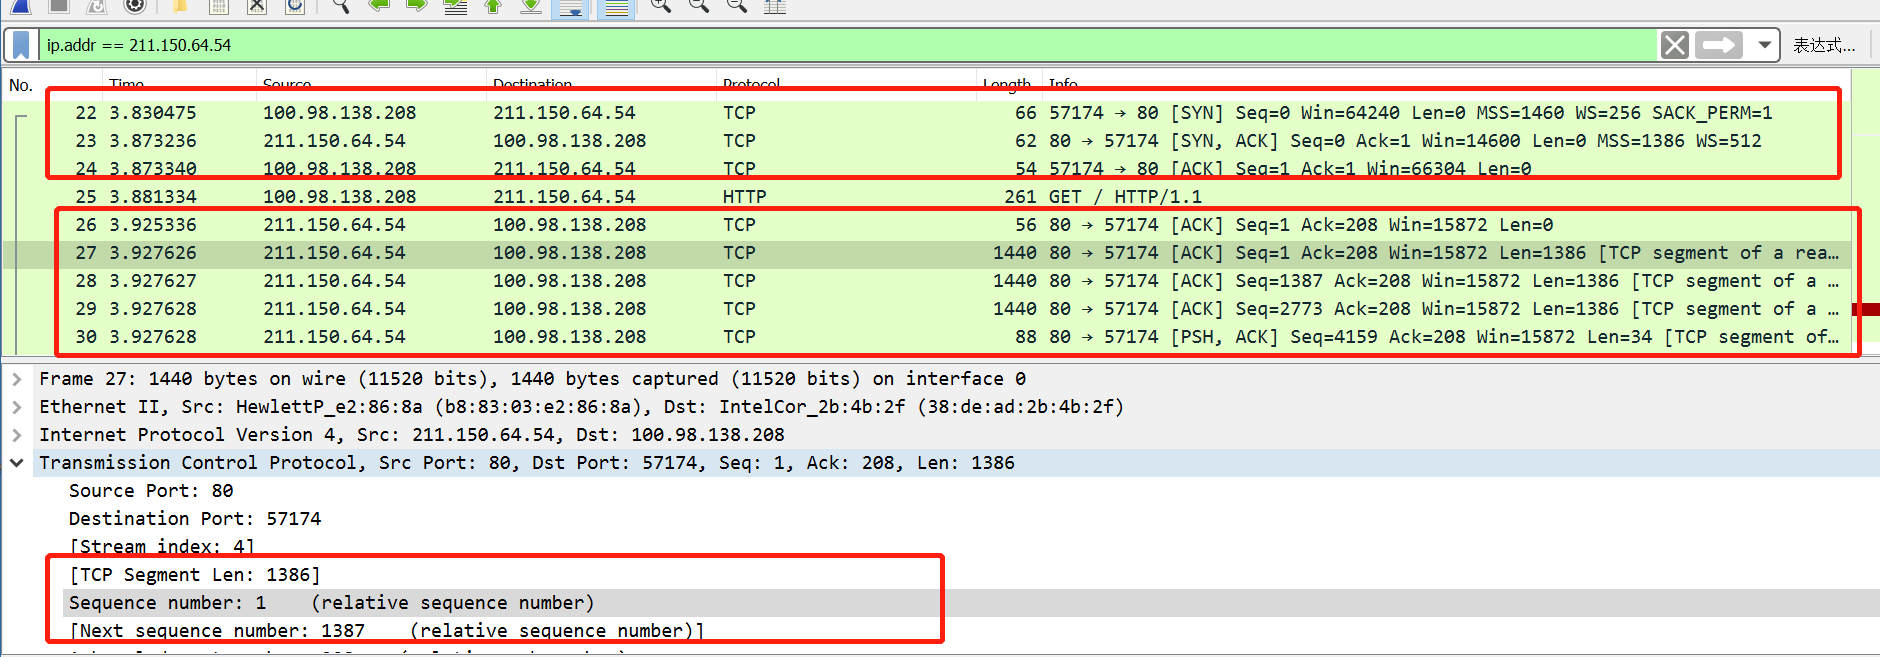 ip.addr == 211.150.64.54 表达式...
No. Time Source Destination Protocol Length Info
22 3.830475 100.98.138.208 211.150.64.54 TCP 66 57174 → 80 [SYN] Seq=0 Win=64240 Len=0 MSS=1460 WS=256 SACK_PERM=1
23 3.873236 211.150.64.54 100.98.138.208 TCP 62 80 → 57174 [SYN, ACK] Seq=0 Ack=1 Win=14600 Len=0 MSS=1386 WS=512
24 3.873340 100.98.138.208 211.150.64.54 TCP 54 57174 → 80 [ACK] Seq=1 Ack=1 Win=66304 Len=0
25 3.881334 100.98.138.208 211.150.64.54 HTTP 261 GET / HTTP/1.1
26 3.925336 211.150.64.54 100.98.138.208 TCP 56 80 → 57174 [ACK] Seq=1 Ack=208 Win=15872 Len=0
27 3.927626 211.150.64.54 100.98.138.208 TCP 1440 80 → 57174 [ACK] Seq=1 Ack=208 Win=15872 Len=1386 [TCP segment of a rea…
28 3.927627 211.150.64.54 100.98.138.208 TCP 1440 80 → 57174 [ACK] Seq=1387 Ack=208 Win=15872 Len=1386 [TCP segment of a …
29 3.927628 211.150.64.54 100.98.138.208 TCP 1440 80 → 57174 [ACK] Seq=2773 Ack=208 Win=15872 Len=1386 [TCP segment of a …
30 3.927628 211.150.64.54 100.98.138.208 TCP 88 80 → 57174 [PSH, ACK] Seq=4159 Ack=208 Win=15872 Len=34 [TCP segment of…
Frame 27: 1440 bytes on wire (11520 bits), 1440 bytes captured (11520 bits) on interface 0
Ethernet II, Src: HewlettP_e2:86:8a (b8:83:03:e2:86:8a), Dst: IntelCor_2b:4b:2f (38:de:ad:2b:4b:2f)
Internet Protocol Version 4, Src: 211.150.64.54, Dst: 100.98.138.208
Transmission Control Protocol, Src Port: 80, Dst Port: 57174, Seq: 1, Ack: 208, Len: 1386
Source Port: 80
Destination Port: 57174
[Stream index: 4]
[TCP Segment Len: 1386]
Sequence number: 1 (relative sequence number)
[Next sequence number: 1387 (relative sequence number)]